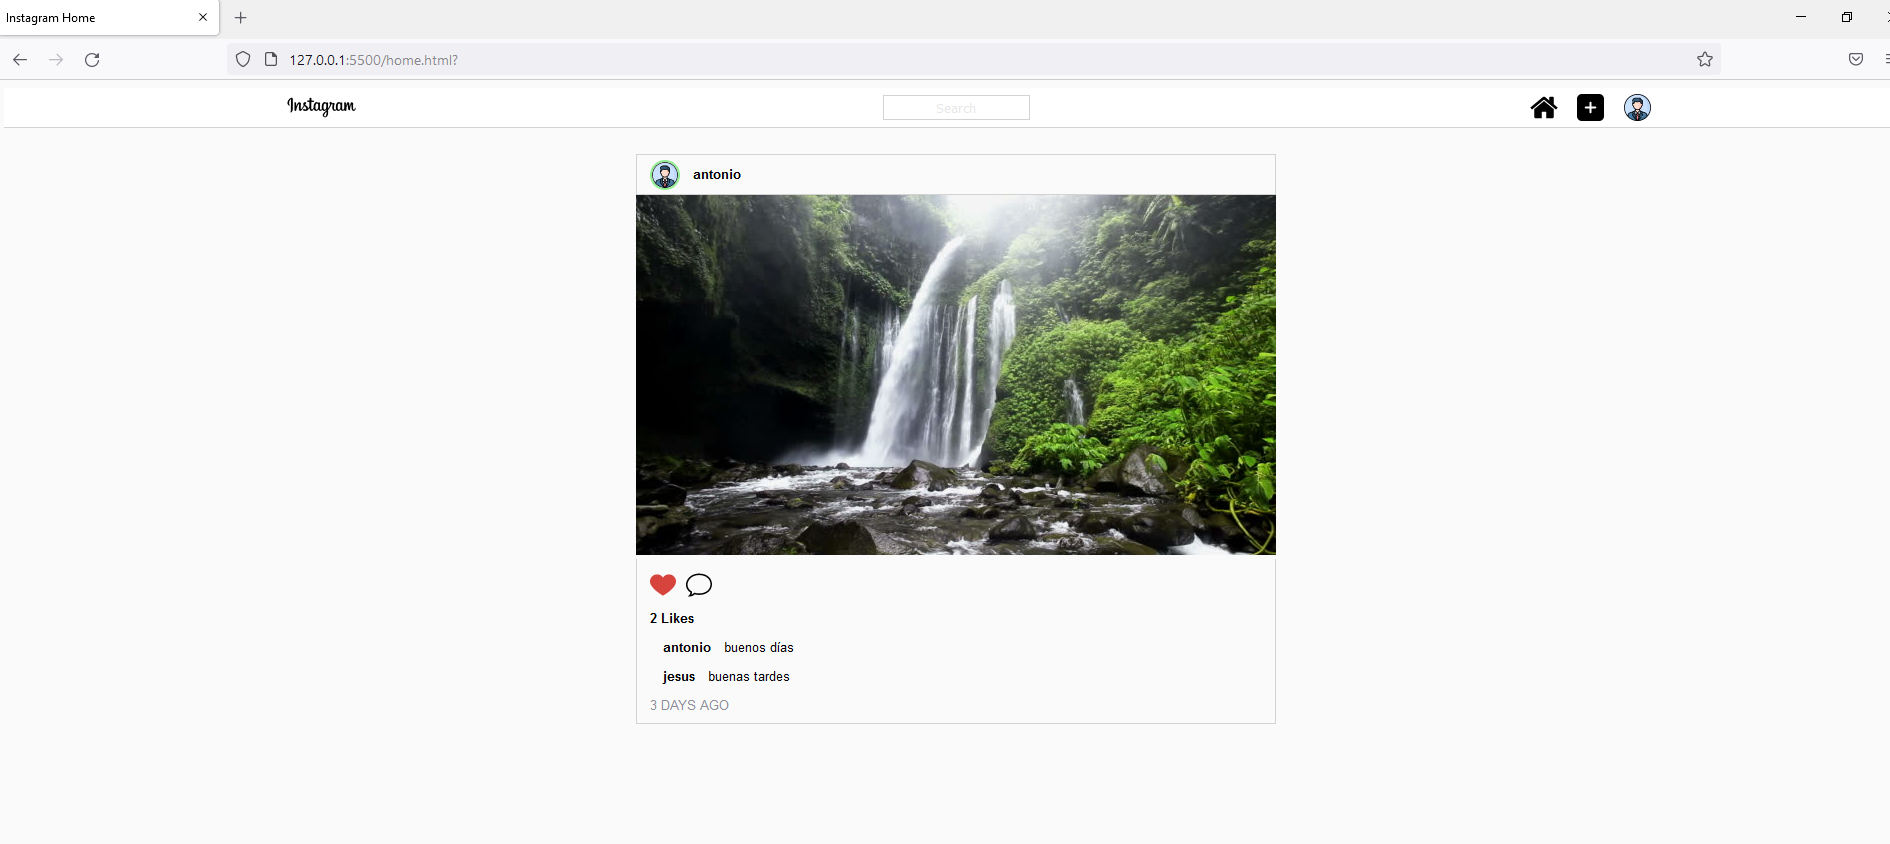 Instagram Home
127.0.0.1:5500/home.html?
Instagram
Search
antonio
2 Likes
antonio buenos días
jesus buenas tardes
3 DAYS AGO